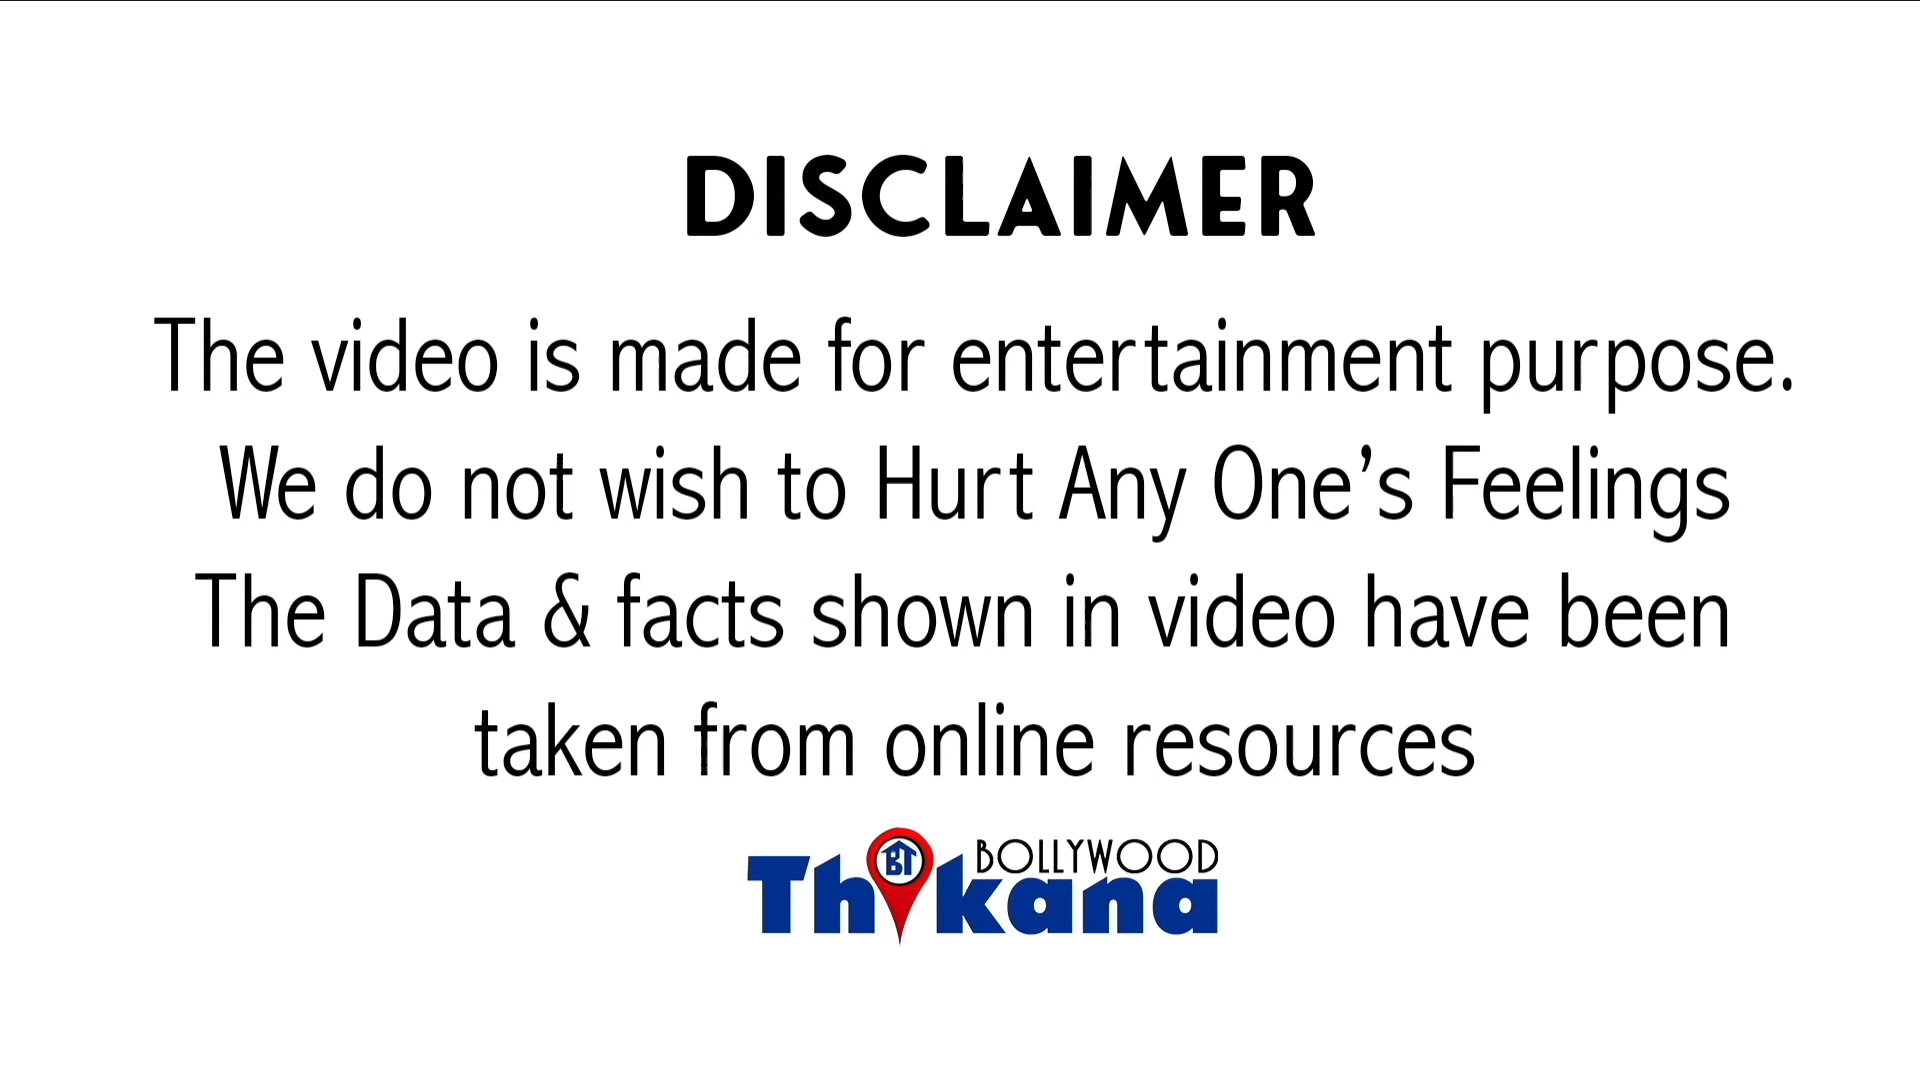 DISCLAIMER
The video is made for entertainment purpose.
We do not wish to Hurt Any One’s Feelings
The Data & facts shown in video have been
taken from online resources
BT
BOLLYWOOD
Thikana